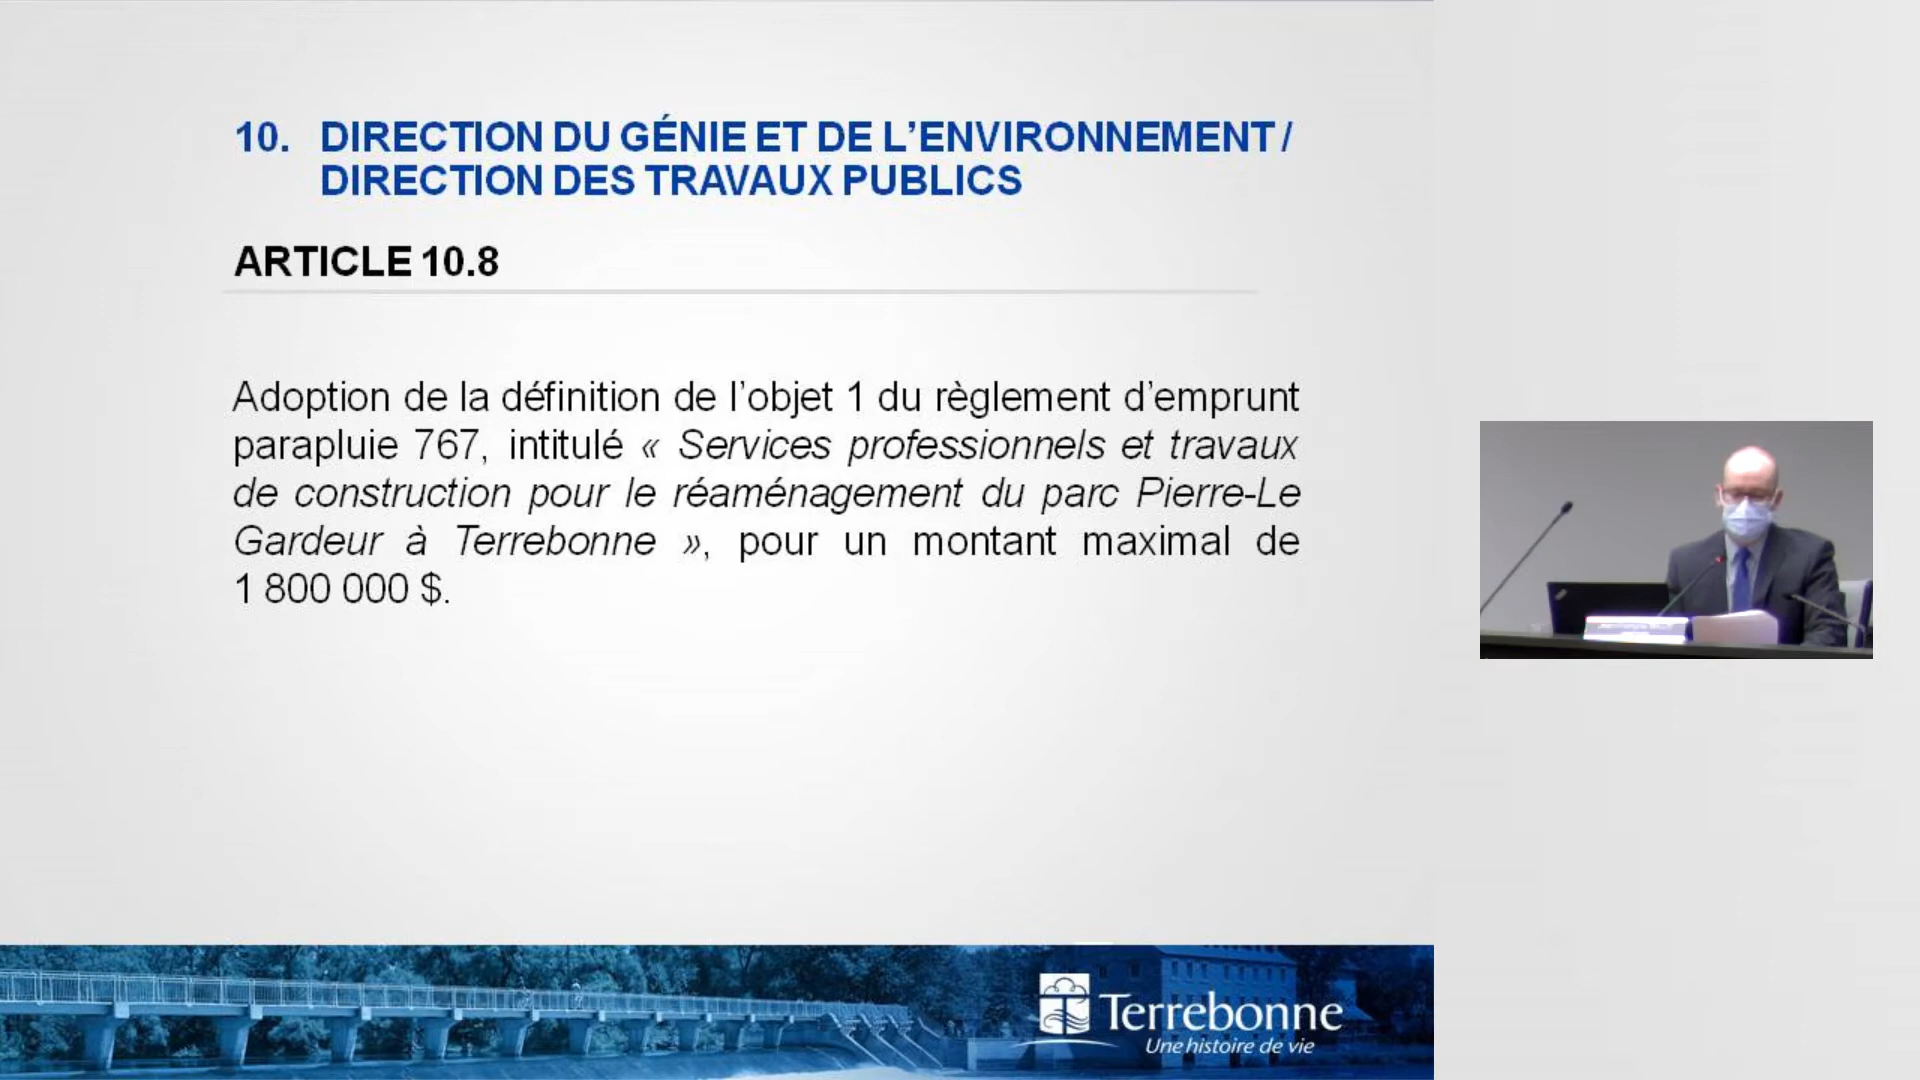 10. DIRECTION DU GÉNIE ET DE L’ENVIRONNEMENT /
DIRECTION DES TRAVAUX PUBLICS
ARTICLE 10.8
Adoption de la définition de l’objet 1 du règlement d’emprunt
parapluie 767, intitulé « Services professionnels et travaux
de construction pour le réaménagement du parc Pierre-Le
Gardeur à Terrebonne », pour un montant maximal de
1 800 000 $.
Terrebonne
Une histoire de vie